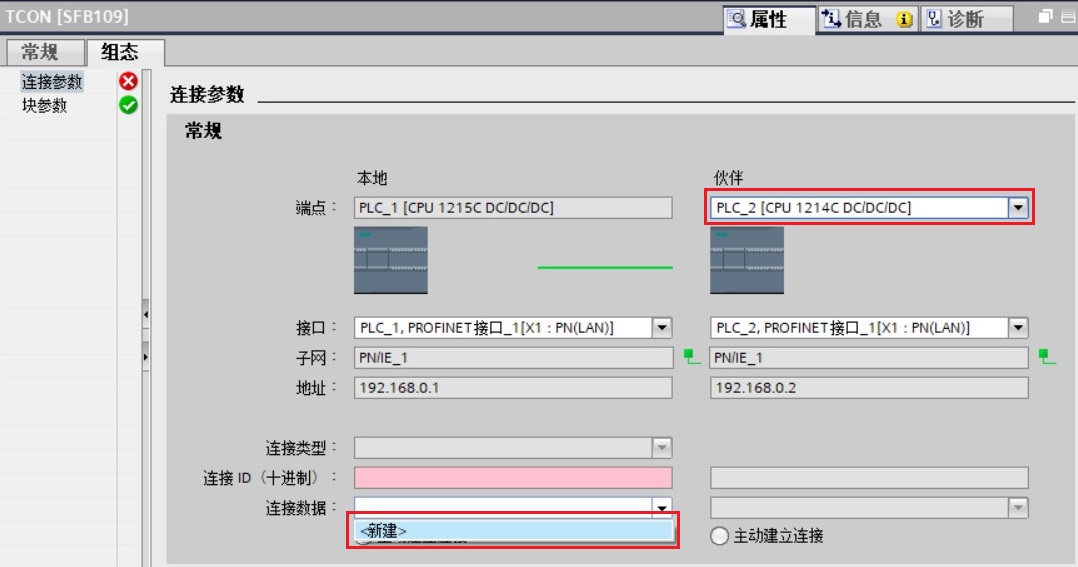 TCON [SFB109]
属性 信息 诊断
常规 组态
连接参数
块参数
连接参数
常规
本地 伙伴
端点： PLC_1 [CPU 1215C DC/DC/DC] PLC_2 [CPU 1214C DC/DC/DC]
接口： PLC_1, PROFINET接口_1[X1 : PN(LAN)] PLC_2, PROFINET接口_1[X1 : PN(LAN)]
子网： PN/IE_1 PN/IE_1
地址： 192.168.0.1 192.168.0.2
连接类型：
连接 ID（十进制）：
连接数据：
<新建>
主动建立连接